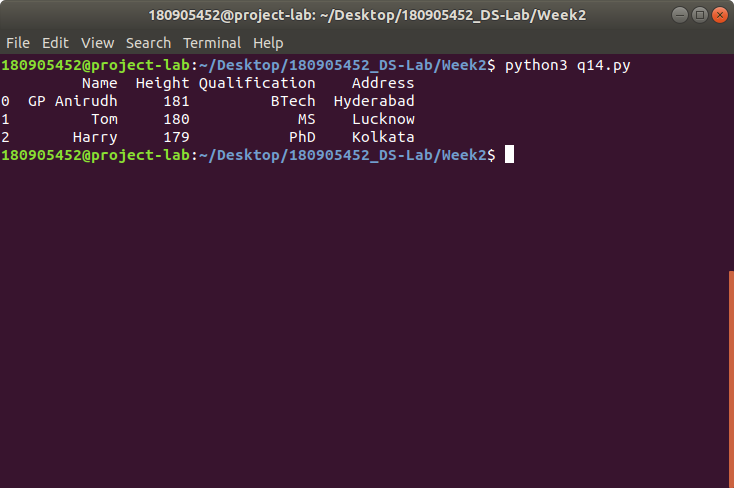 180905452@project-lab: ~/Desktop/180905452_DS-Lab/Week2
File Edit View Search Terminal Help
180905452@project-lab:~/Desktop/180905452_DS-Lab/Week2$ python3 q14.py
         Name  Height Qualification    Address
0  GP Anirudh     181         BTech  Hyderabad
1         Tom     180            MS    Lucknow
2       Harry     179           PhD    Kolkata
180905452@project-lab:~/Desktop/180905452_DS-Lab/Week2$